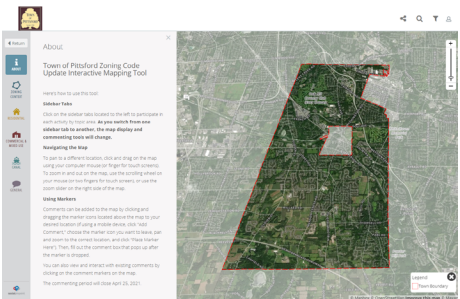 Return
About
Town of Pittsford Zoning Code
Update Interactive Mapping Tool
ABOUT
Here's how to use this tool!
Sidebar Tabs
Click on the sidebar tabs located to the left to participate in
each activity by topic area. As you switch from one
sidebar tab to another, the map display and
commenting tools will change.
Navigating the Map
To pan to a different location, click and drag on the map
using your computer mouse (or finger for touch screens).
To zoom in and out on the map, use the scrolling wheel on
your mouse (or two fingers for touch screens) or use the
zoom slider on the right side of the map.
Using Markers
Comments can be added to the map by clicking and
dragging the marker icons located above the map to your
desired location or if using a mobile device, click "Add
Comment," choose the marker icon you want to leave, pan
and zoom to the correct location, and click "Place Marker
Here". Then, fill out the comment box that pops up after
the marker is dropped.
You can also view and interact with existing comments by
clicking on the comment markers on the map.
The commenting period will close April 29, 2021.
Legend
Town Boundary